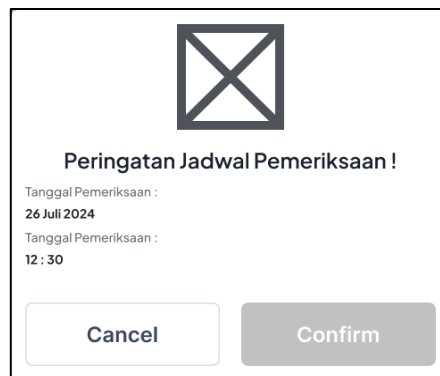 Peringatan Jadwal Pemeriksaan !
Tanggal Pemeriksaan :
26 Juli 2024
Tanggal Pemeriksaan :
12 : 30
Cancel
Confirm